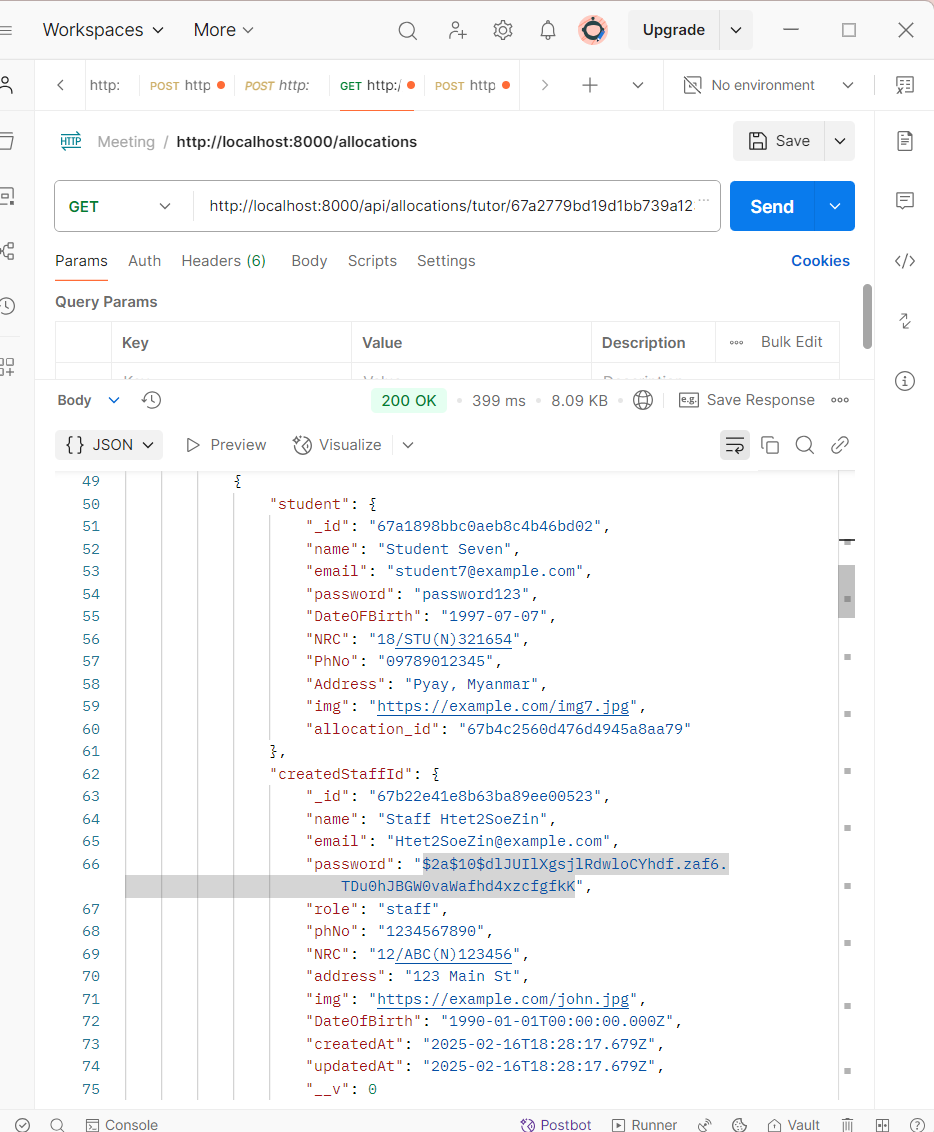 Workspaces More Upgrade
http: POST http POST http: GET http:/ POST http No environment
HTTP Meeting / http://localhost:8000/allocations Save
GET http://localhost:8000/api/allocations/tutor/67a2779bd19d1bb739a12 ... Send
Params Auth Headers (6) Body Scripts Settings Cookies
Query Params
Key Value Description Bulk Edit
Key Value Description
Body 200 OK 399 ms 8.09 KB e.g. Save Response
{} JSON Preview Visualize
49 {
50 "student": {
51 "_id": "67a1898bbc0aeb8c4b46bd02",
52 "name": "Student Seven",
53 "email": "student7@example.com",
54 "password": "password123",
55 "DateOFBirth": "1997-07-07",
56 "NRC": "18/STU(N)321654",
57 "PhNo": "09789012345",
58 "Address": "Pyay, Myanmar",
59 "img": "https://example.com/img7.jpg",
60 "allocation_id": "67b4c2560d476d4945a8aa79"
61 },
62 "createdStaffId": {
63 "_id": "67b22e41e8b63ba89ee00523",
64 "name": "Staff Htet2SoeZin",
65 "email": "Htet2SoeZin@example.com",
66 "password": "$2a$10$dlJUIlXgsjlRdwloCYhdf.zaf6.
TDu0hJBGW0vaWafhd4xzcfgfkK",
67 "role": "staff",
68 "phNo": "1234567890",
69 "NRC": "12/ABC(N)123456",
70 "address": "123 Main St",
71 "img": "https://example.com/john.jpg",
72 "DateOfBirth": "1990-01-01T00:00:00.000Z",
73 "createdAt": "2025-02-16T18:28:17.679Z",
74 "updatedAt": "2025-02-16T18:28:17.679Z",
75 "__v": 0
Console Postbot Runner Vault